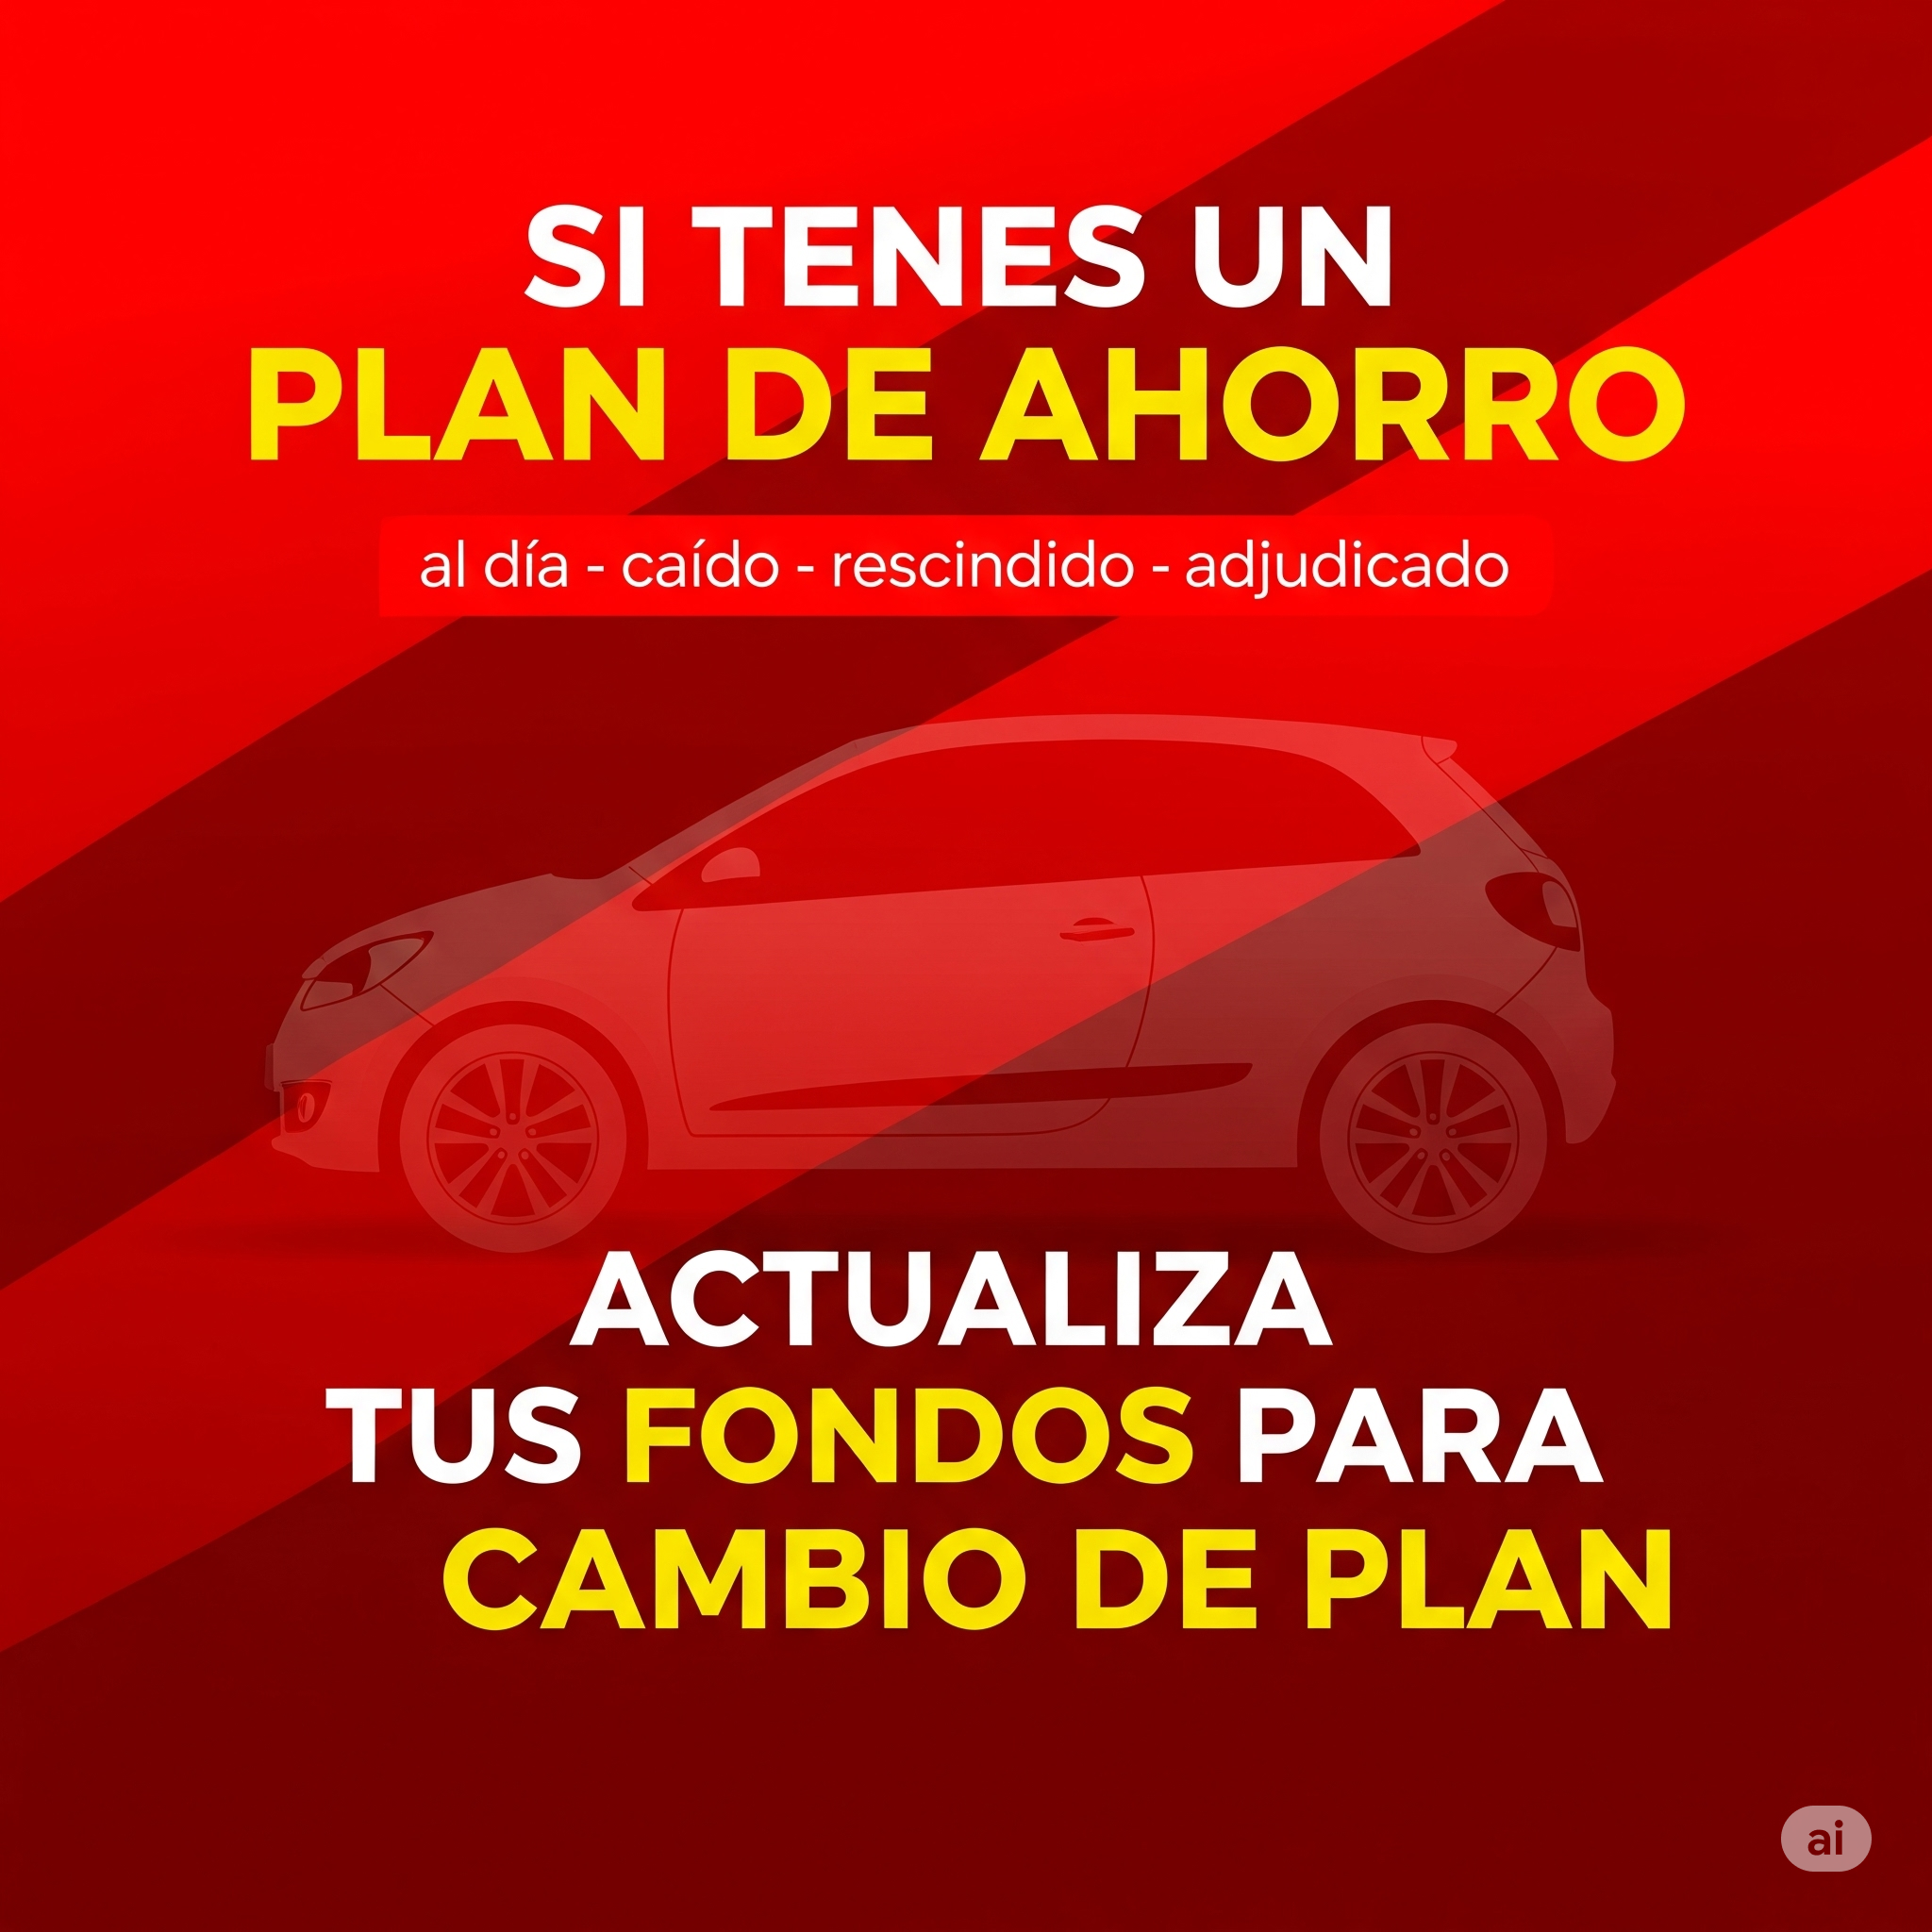 SI TENES UN
PLAN DE AHORRO
al día - caído - rescindido - adjudicado
ACTUALIZA
TUS FONDOS PARA
CAMBIO DE PLAN
ai